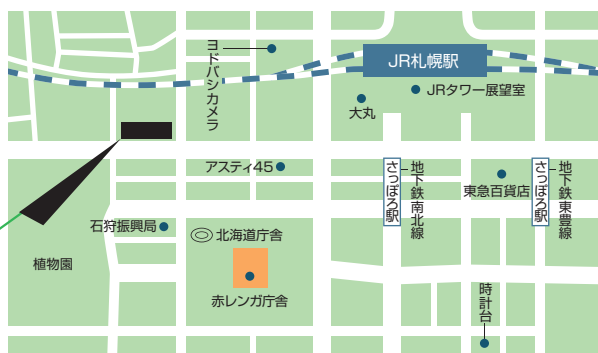 ヨドバシカメラ
JR札幌駅
JRタワー展望室
大丸
アスティ45
さっぽろ駅
地下鉄南北線
東急百貨店
さっぽろ駅
地下鉄東豊線
石狩振興局
北海道庁舎
植物園
赤レンガ庁舎
時計台